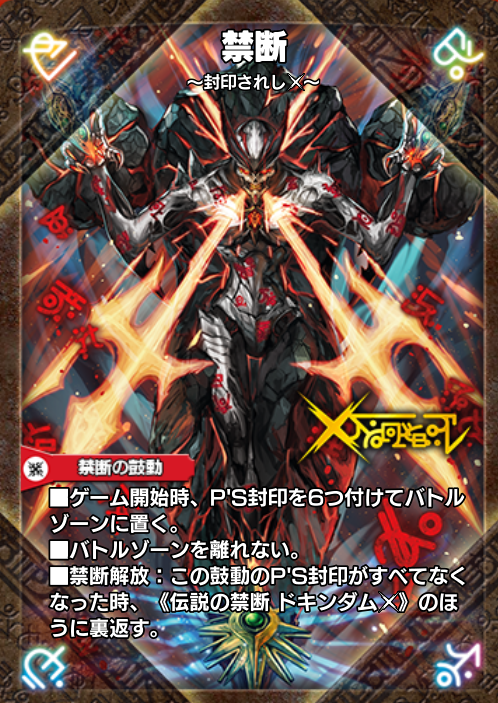 禁断
～封印されし✕～
禁断の鼓動
■ゲーム開始時、P'S封印を6つ付けてバトル
ゾーンに置く。
■バトルゾーンを離れない。
■禁断解放：この鼓動のP'S封印がすべてなく
なった時、《伝説の禁断 ドキンダム✕》のほ
うに裏返す。